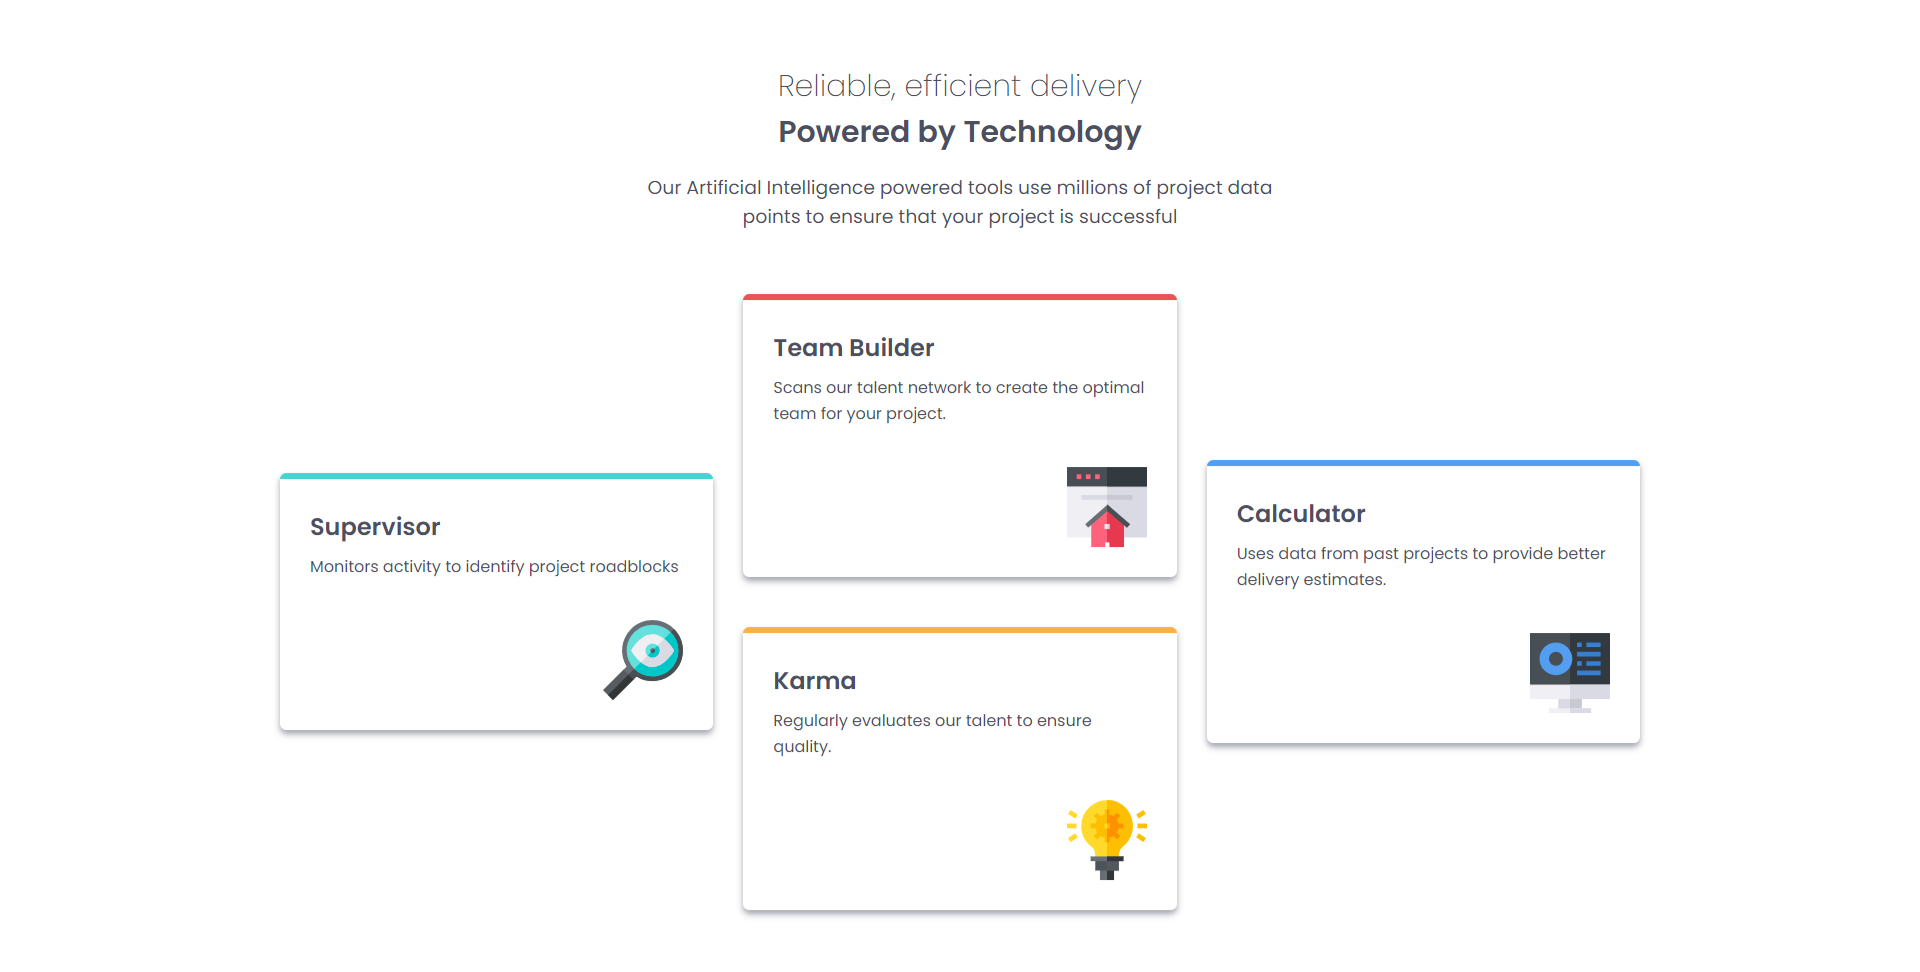 Reliable, efficient delivery
Powered by Technology
Our Artificial Intelligence powered tools use millions of project data
points to ensure that your project is successful
Team Builder
Scans our talent network to create the optimal
team for your project.
Supervisor
Monitors activity to identify project roadblocks
Calculator
Uses data from past projects to provide better
delivery estimates.
Karma
Regularly evaluates our talent to ensure
quality.